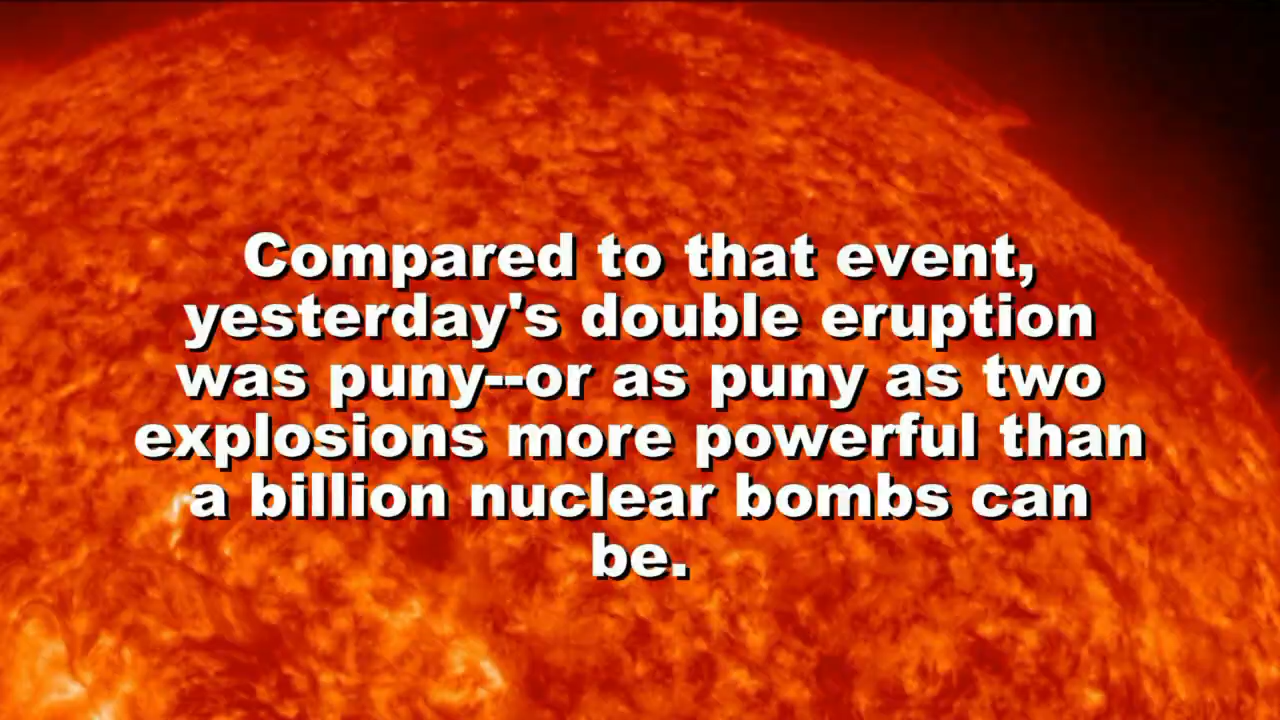 Compared to that event,
yesterday's double eruption
was puny--or as puny as two
explosions more powerful than
a billion nuclear bombs can
be.